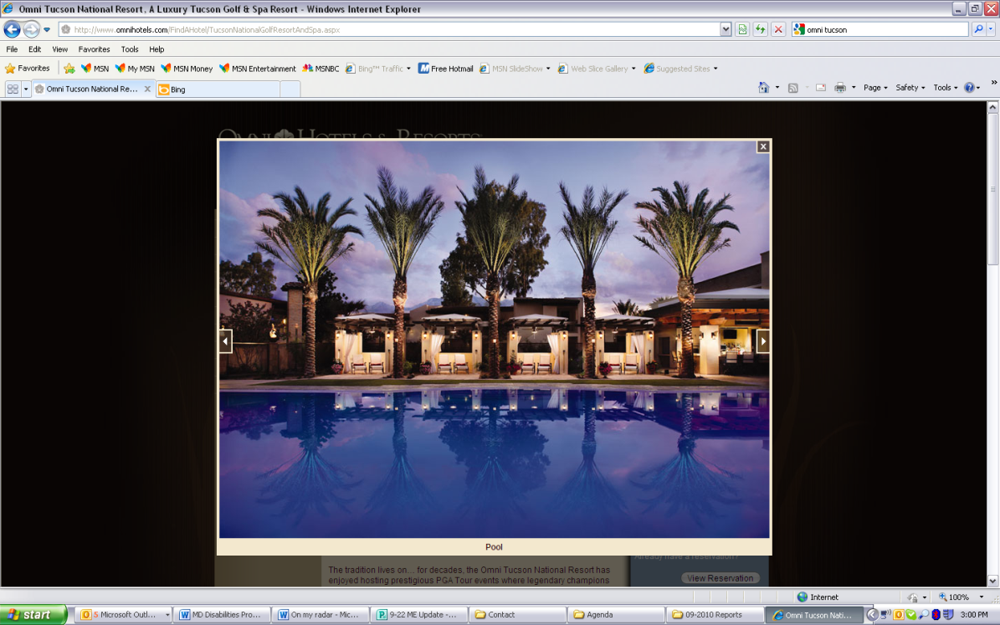 Omni Tucson National Resort, A Luxury Tucson Golf & Spa Resort - Windows Internet Explorer
http://www.omnihotels.com/FindAHotel/TucsonNationalGolfResortAndSpa.aspx omni tucson
File Edit View Favorites Tools Help
Favorites MSN My MSN MSN Money MSN Entertainment MSNBC Bing™ Traffic Free Hotmail MSN SlideShow Web Slice Gallery Suggested Sites
Omni Tucson National Re... Bing Page Safety Tools
OMNI HOTELS & RESORTS
Pool
Already have a reservation?
The tradition lives on... for decades, the Omni Tucson National Resort has
enjoyed hosting prestigious PGA Tour events where legendary champions
View Reservation
Internet 100%
start 5 Microsoft Outl... MD Disabilities Pro... On my radar - Mic... 9-22 ME Update -... Contact Agenda 09-2010 Reports Omni Tucson Nati... 3:00 PM